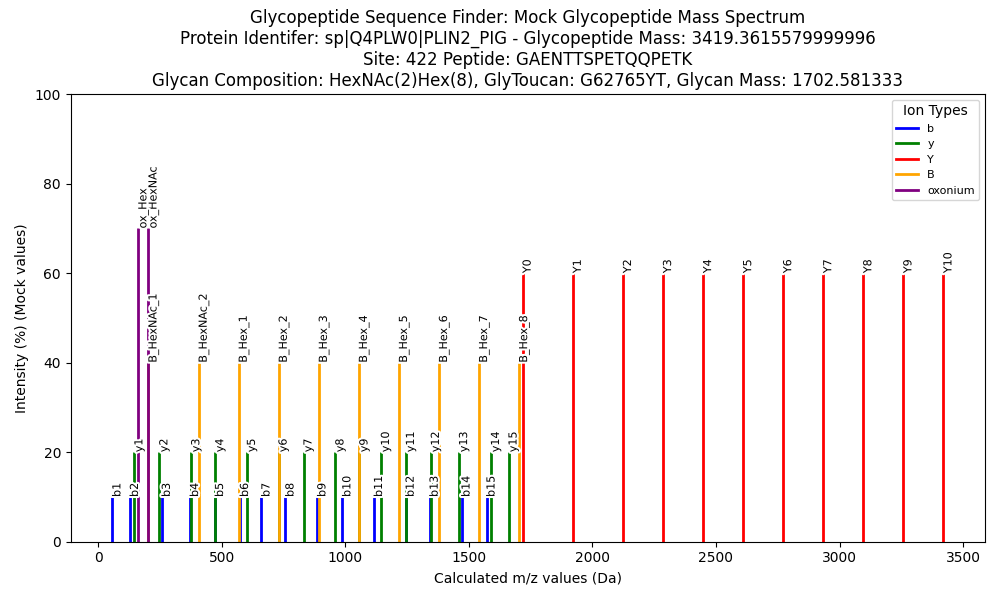 Glycopeptide Sequence Finder: Mock Glycopeptide Mass Spectrum
Protein Identifer: sp|Q4PLW0|PLIN2_PIG - Glycopeptide Mass: 3419.3615579999996
Site: 422 Peptide: GAENTTSPETQQPETK
Glycan Composition: HexNAc(2)Hex(8), GlyToucan: G62765YT, Glycan Mass: 1702.581333
Intensity (%) (Mock values)
100
80
60
40
20
0
Ion Types
b
y
Y
B
oxonium
ox_Hex
ox_HexNAc
Y0
Y1
Y2
Y3
Y4
Y5
Y6
Y7
Y8
Y9
Y10
B_HexNAc_1
B_HexNAc_2
B_Hex_1
B_Hex_2
B_Hex_3
B_Hex_4
B_Hex_5
B_Hex_6
B_Hex_7
B_Hex_8
y1
y2
y3
y4
y5
y6
y7
y8
y9
y10
y11
y12
y13
y14
y15
b1
b2
b3
b4
b5
b6
b7
b8
b9
b10
b11
b12
b13
b14
b15
0
500
1000
1500
2000
2500
3000
3500
Calculated m/z values (Da)